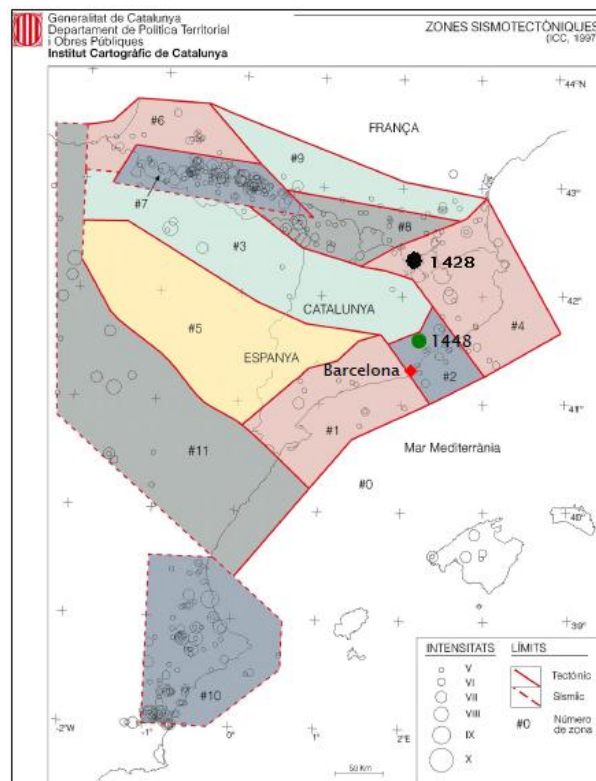 Generalitat de Catalunya
Departament de Política Territorial
i Obres Públiques
Institut Cartogràfic de Catalunya
ZONES SISMOTECTÒNIQUES
(ICC, 1997)
44°N
#6
FRANÇA
#9
43°
#7
#8
#3
1428
42°
CATALUNYA
#4
#5
1448
ESPANYA
Barcelona
#2
41°
#1
Mar Mediterrània
#11
#0
40°
39°
#10
-2°W
-1°
0°
1°
2°E
50 Km
INTENSITATS
V
VI
VII
VIII
IX
X
LÍMITS
Tectònic
Sísmic
#0
Número
de zona